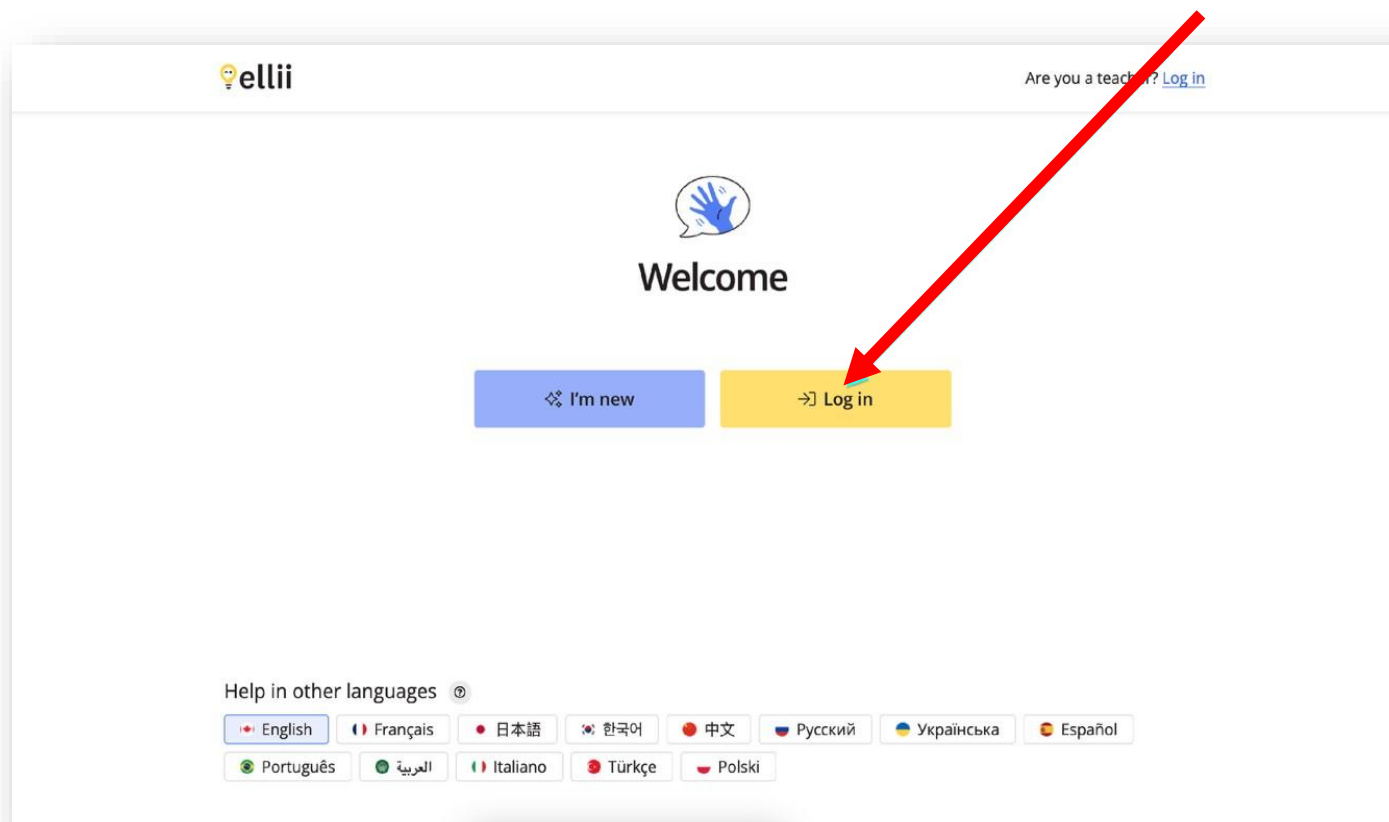 ellii
Are you a teacher? Log in
Welcome
I'm new
Log in
Help in other languages ?
English Français 日本語 한국어 中文 Русский Українська Español
Português العربية Italiano Türkçe Polski